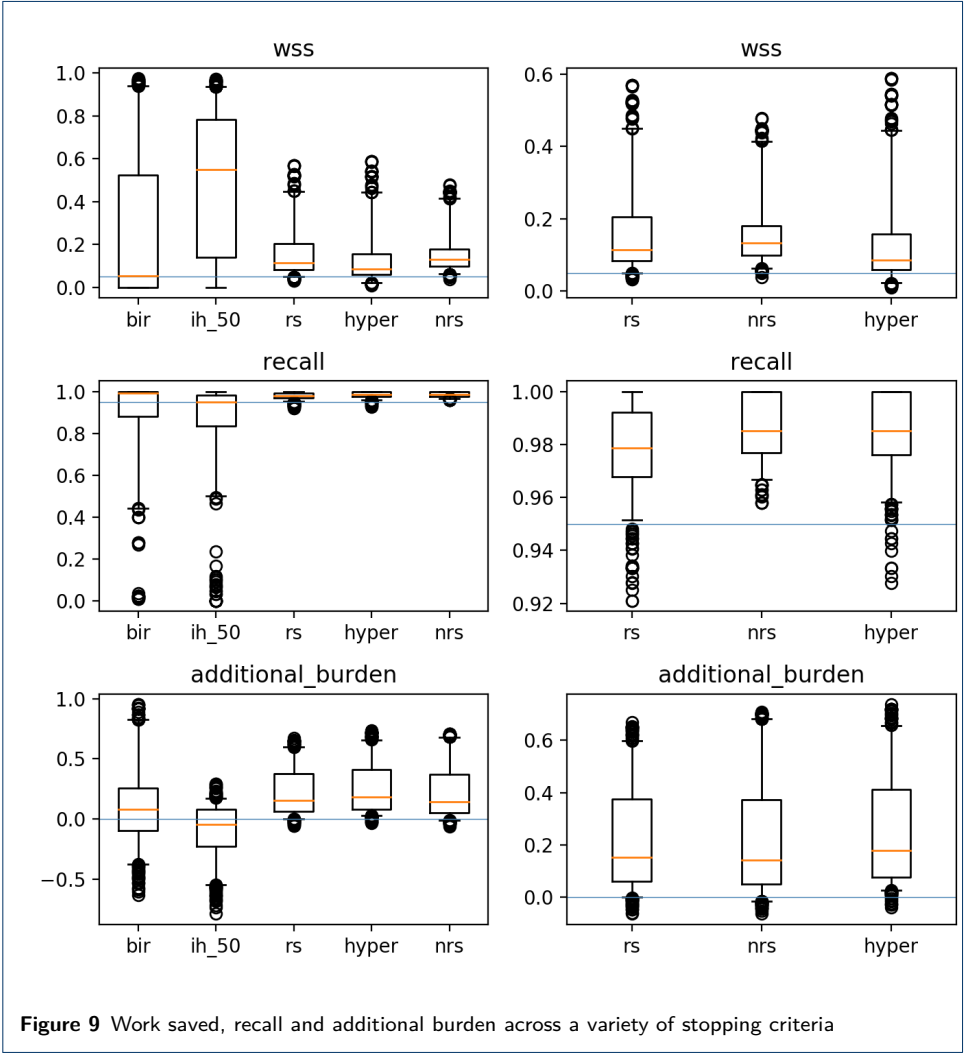 wss
1.0
0.8
0.6
0.4
0.2
0.0
bir ih_50 rs hyper nrs
wss
0.6
0.4
0.2
0.0
rs nrs hyper
recall
1.0
0.8
0.6
0.4
0.2
0.0
bir ih_50 rs hyper nrs
recall
1.00
0.98
0.96
0.94
0.92
rs nrs hyper
additional_burden
1.0
0.5
0.0
−0.5
bir ih_50 rs hyper nrs
additional_burden
0.6
0.4
0.2
0.0
rs nrs hyper
Figure 9 Work saved, recall and additional burden across a variety of stopping criteria